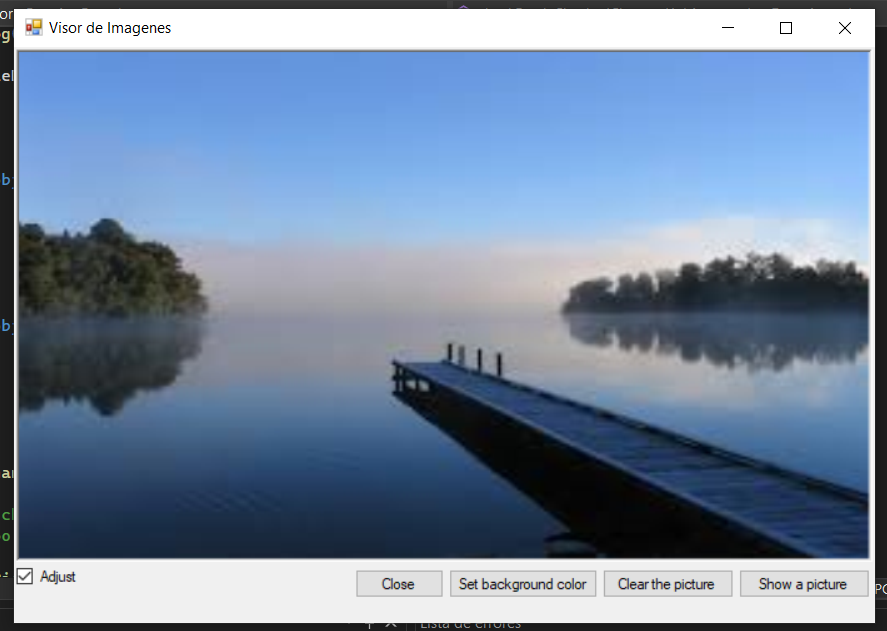 Visor de Imagenes
Adjust
Close
Set background color
Clear the picture
Show a picture
Lista de errores